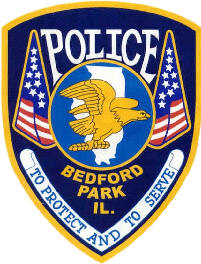 POLICE
BEDFORD
PARK
IL.
TO PROTECT AND TO SERVE